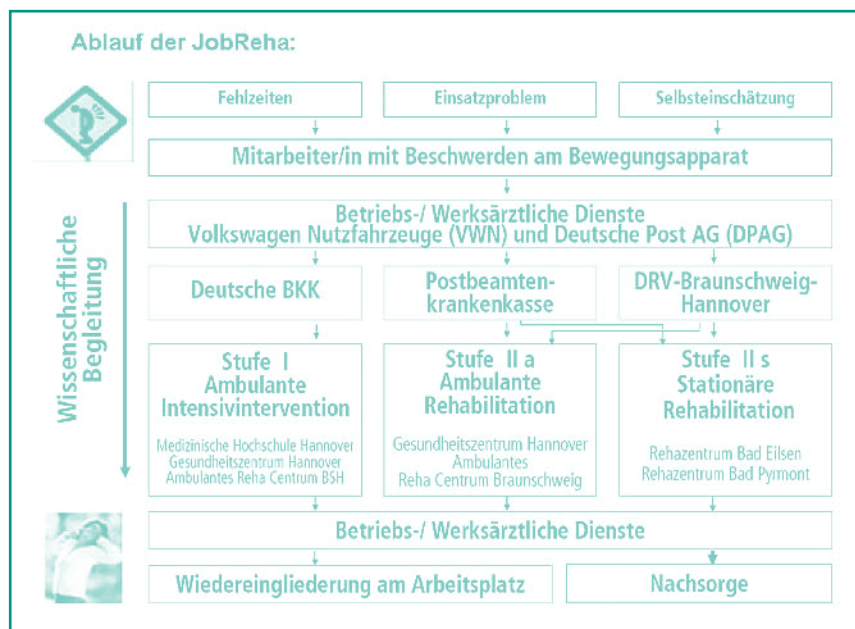 Ablauf der JobReha:
Fehlzeiten
Einsatzproblem
Selbsteinschätzung
Mitarbeiter/in mit Beschwerden am Bewegungsapparat
Wissenschaftliche
Begleitung
Betriebs-/ Werksärztliche Dienste
Volkswagen Nutzfahrzeuge (VWN) und Deutsche Post AG (DPAG)
Deutsche BKK
Postbeamten-
krankenkasse
DRV-Braunschweig-
Hannover
Stufe I
Ambulante
Intensivintervention
Medizinische Hochschule Hannover
Gesundheitszentrum Hannover
Ambulantes Reha Centrum BSH
Stufe II a
Ambulante
Rehabilitation
Gesundheitszentrum Hannover
Ambulantes
Reha Centrum Braunschweig
Stufe II s
Stationäre
Rehabilitation
Rehazentrum Bad Eilsen
Rehazentrum Bad Pyrmont
Betriebs-/ Werksärztliche Dienste
Wiedereingliederung am Arbeitsplatz
Nachsorge